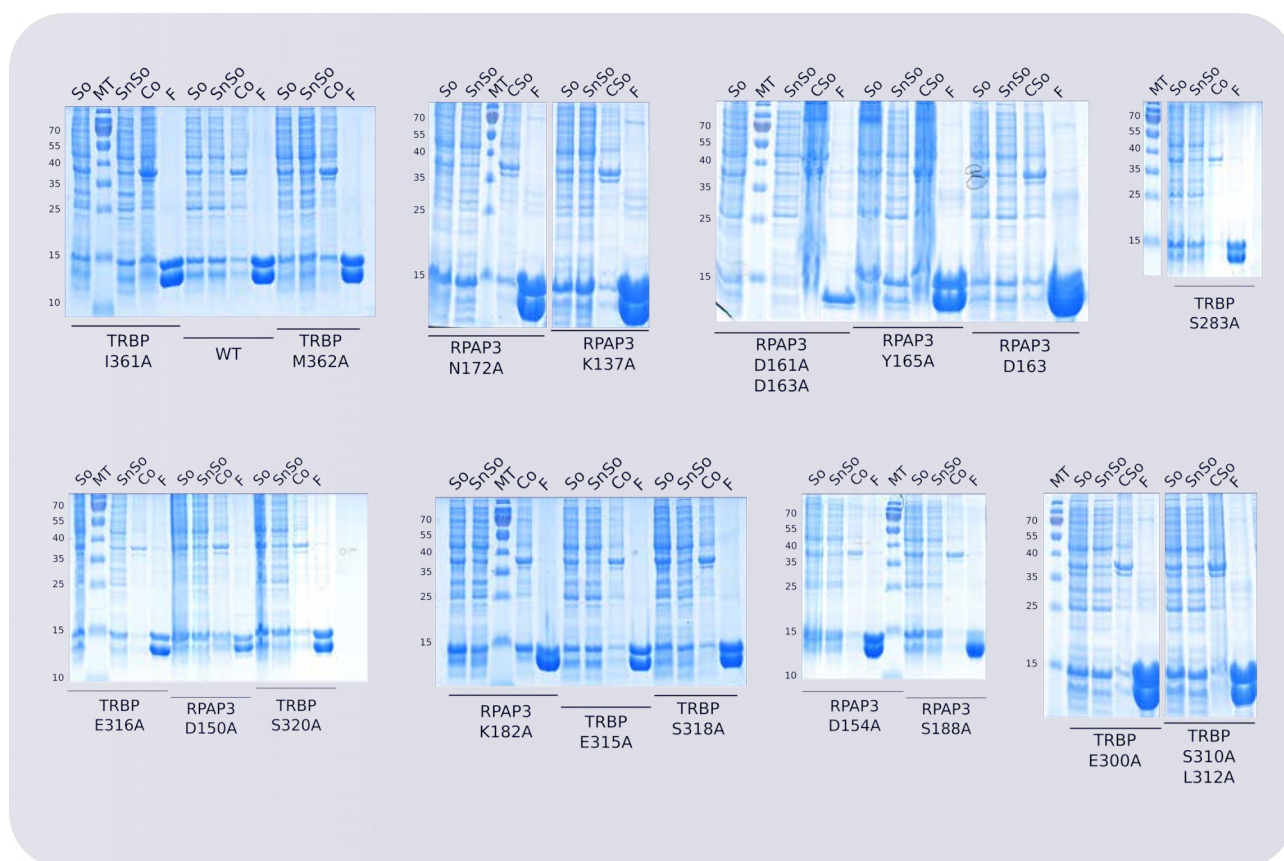 So MT SnSo Co F So SnSo Co F So SnSo Co F
70
55
40
35
25
15
10
TRBP
I361A
WT
TRBP
M362A
So SnSo MT CSo F So SnSo CSo F
70
55
40
35
25
15
RPAP3
N172A
RPAP3
K137A
So MT SnSo CSo F So SnSo CSo F So SnSo CSo F
70
55
40
35
25
15
RPAP3
D161A
D163A
RPAP3
Y165A
RPAP3
D163
MT So SnSo Co F
70
55
40
35
25
15
TRBP
S283A
So MT SnSo Co F So SnSo Co F So SnSo Co F
70
55
40
35
25
15
10
TRBP
E316A
RPAP3
D150A
TRBP
S320A
So SnSo MT Co F So SnSo Co F So SnSo Co F
70
55
40
35
25
15
RPAP3
K182A
TRBP
E315A
TRBP
S318A
So SnSo Co F MT So SnSo Co F
70
55
40
35
25
15
10
RPAP3
D154A
RPAP3
S188A
MT So SnSo CSo F So SnSo CSo F
70
55
40
35
25
15
TRBP
E300A
TRBP
S310A
L312A